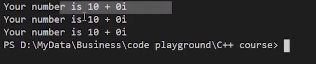 Your number is 10 + 0i
Your number is 10 + 0i
Your number is 10 + 0i
PS D:\MyData\Business\code playground\C++ course>